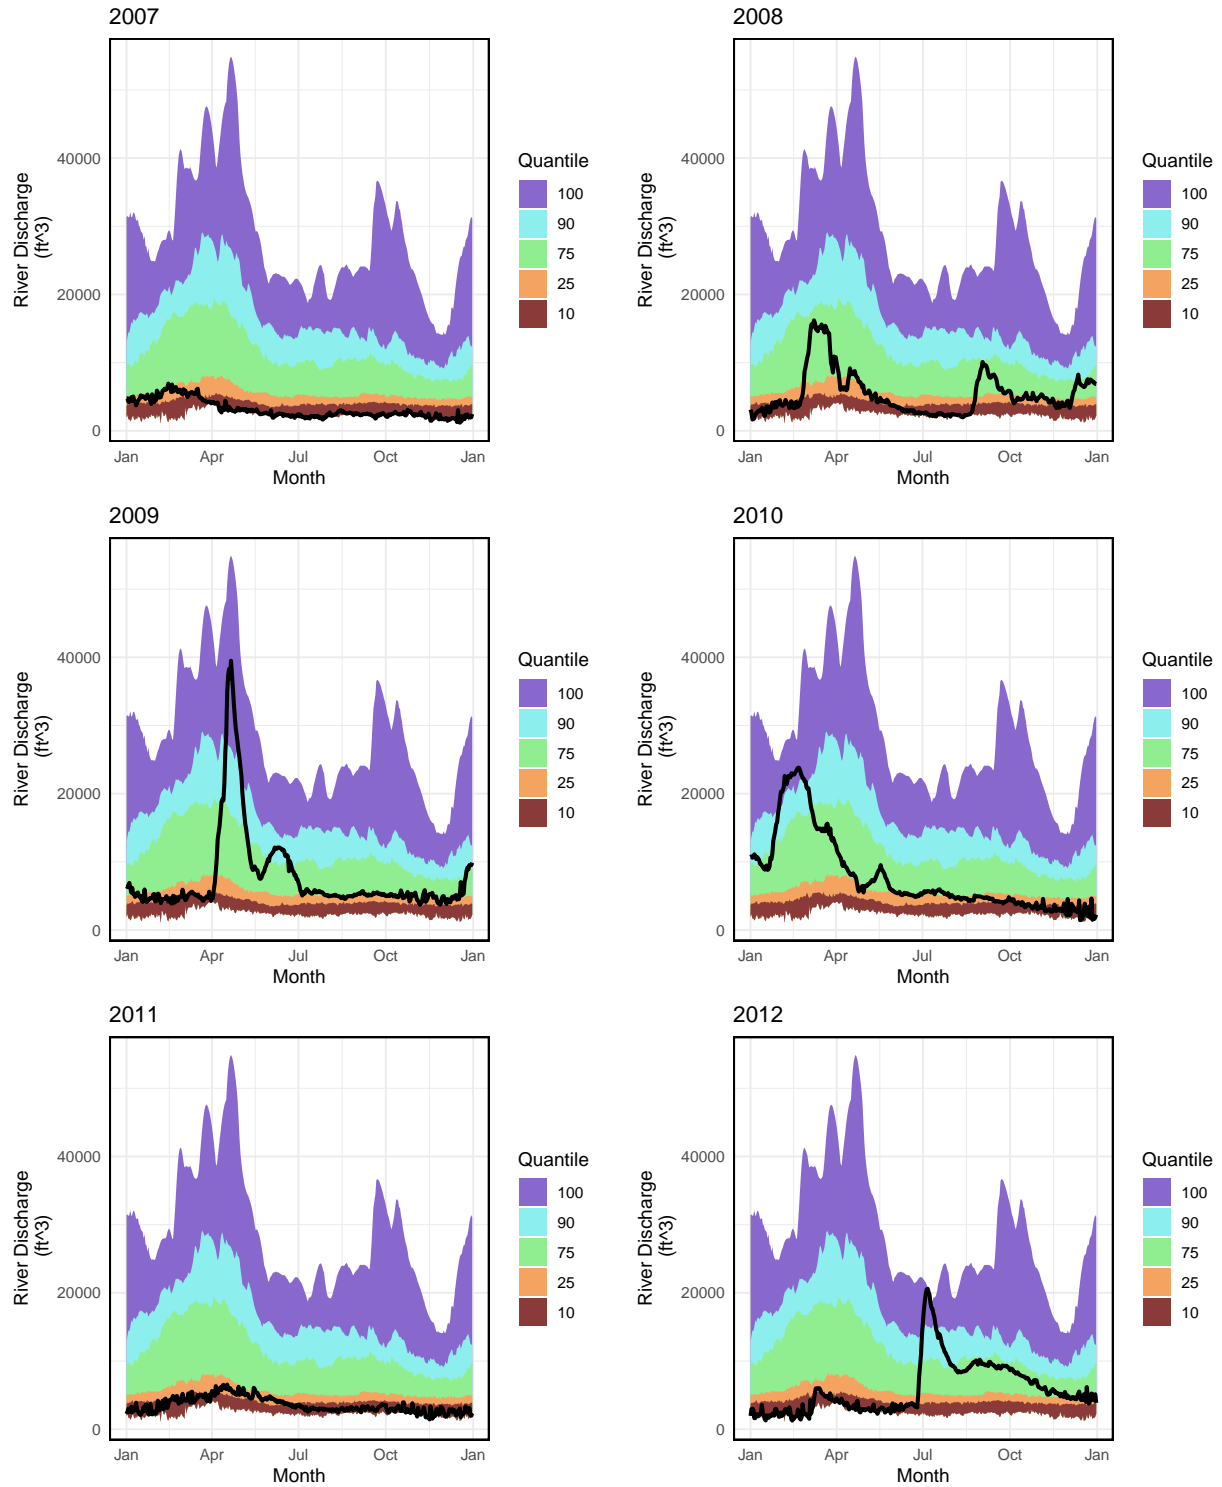 2007
River Discharge
(ft^3)
40000
20000
0
Jan
Apr
Jul
Oct
Jan
Month
Quantile
100
90
75
25
10
2008
River Discharge
(ft^3)
40000
20000
0
Jan
Apr
Jul
Oct
Jan
Month
Quantile
100
90
75
25
10
2009
River Discharge
(ft^3)
40000
20000
0
Jan
Apr
Jul
Oct
Jan
Month
Quantile
100
90
75
25
10
2010
River Discharge
(ft^3)
40000
20000
0
Jan
Apr
Jul
Oct
Jan
Month
Quantile
100
90
75
25
10
2011
River Discharge
(ft^3)
40000
20000
0
Jan
Apr
Jul
Oct
Jan
Month
Quantile
100
90
75
25
10
2012
River Discharge
(ft^3)
40000
20000
0
Jan
Apr
Jul
Oct
Jan
Month
Quantile
100
90
75
25
10